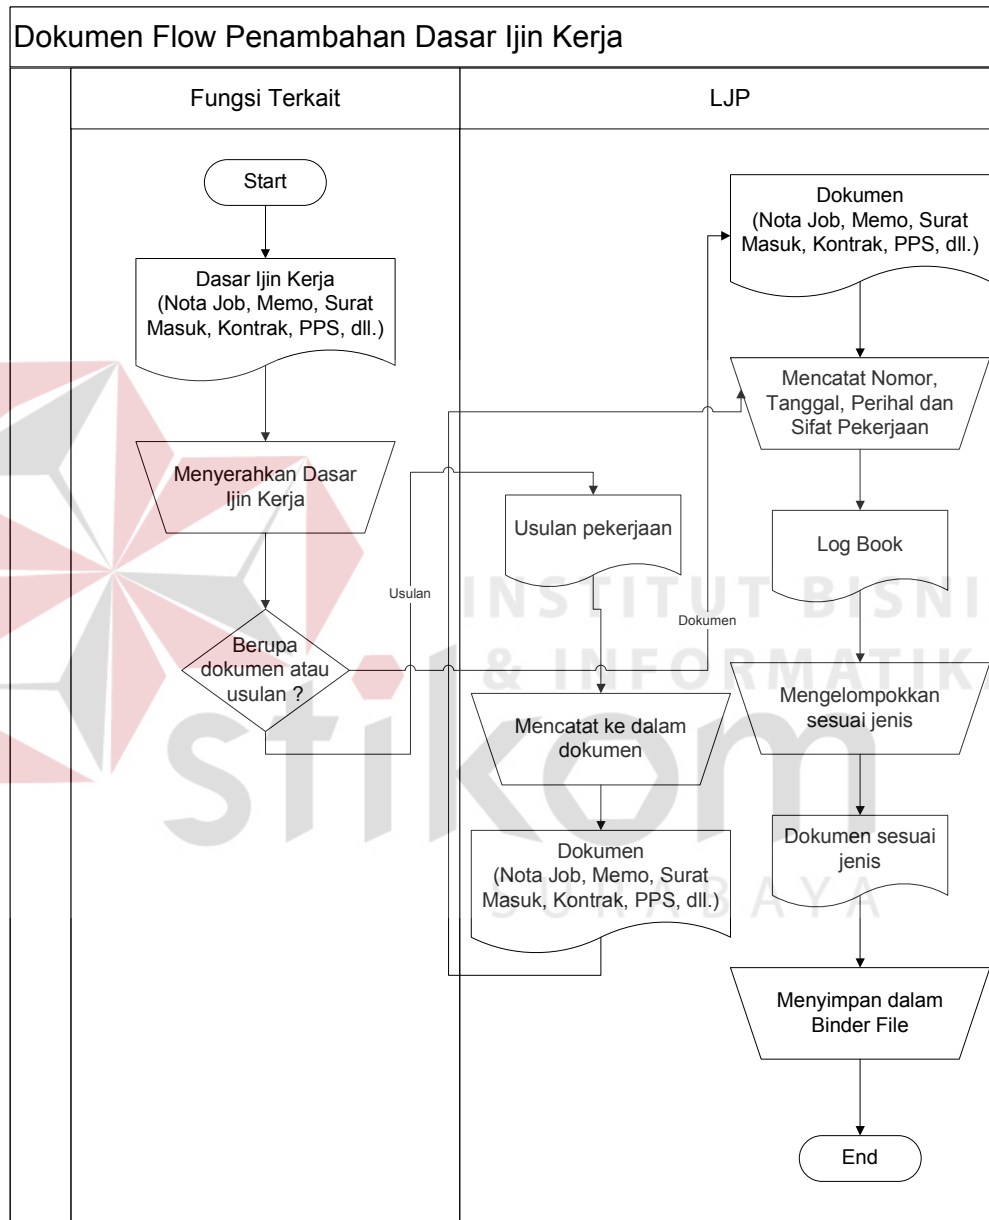 Dokumen Flow Penambahan Dasar Ijin Kerja
Fungsi Terkait
LJP
Start
Dasar Ijin Kerja
(Nota Job, Memo, Surat
Masuk, Kontrak, PPS, dll.)
Menyerahkan Dasar
Ijin Kerja
Berupa
dokumen atau
usulan ?
Usulan
Dokumen
Usulan pekerjaan
Mencatat ke dalam
dokumen
Dokumen
(Nota Job, Memo, Surat
Masuk, Kontrak, PPS, dll.)
Dokumen
(Nota Job, Memo, Surat
Masuk, Kontrak, PPS, dll.)
Mencatat Nomor,
Tanggal, Perihal dan
Sifat Pekerjaan
Log Book
Mengelompokkan
sesuai jenis
Dokumen sesuai
jenis
Menyimpan dalam
Binder File
End
INSTITUT BISNI
& INFORMATIK
stikom
SURABAYA